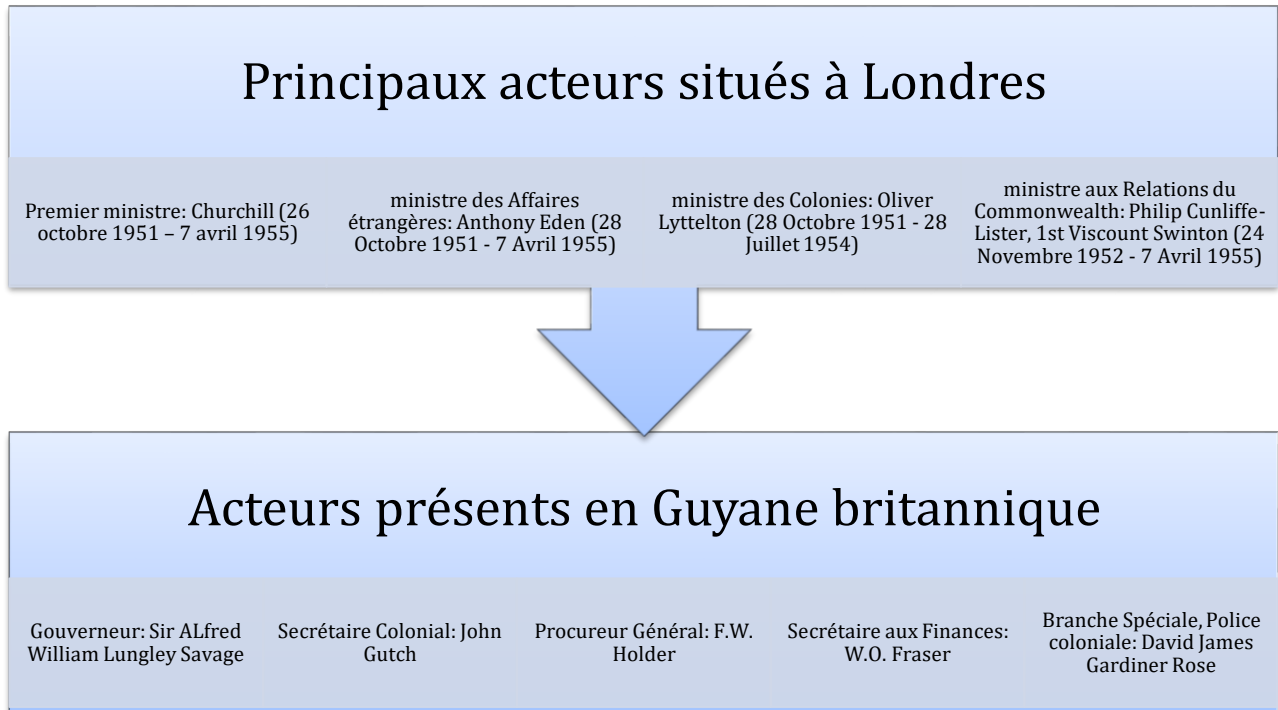 Principaux acteurs situés à Londres
Premier ministre: Churchill (26
octobre 1951 – 7 avril 1955)
ministre des Affaires
étrangères: Anthony Eden (28
Octobre 1951 - 7 Avril 1955)
ministre des Colonies: Oliver
Lyttelton (28 Octobre 1951 - 28
Juillet 1954)
ministre aux Relations du
Commonwealth: Philip Cunliffe-
Lister, 1st Viscount Swinton (24
Novembre 1952 - 7 Avril 1955)
Acteurs présents en Guyane britannique
Gouverneur: Sir ALfred
William Lungley Savage
Secrétaire Colonial: John
Gutch
Procureur Général: F.W.
Holder
Secrétaire aux Finances:
W.O. Fraser
Branche Spéciale, Police
coloniale: David James
Gardiner Rose